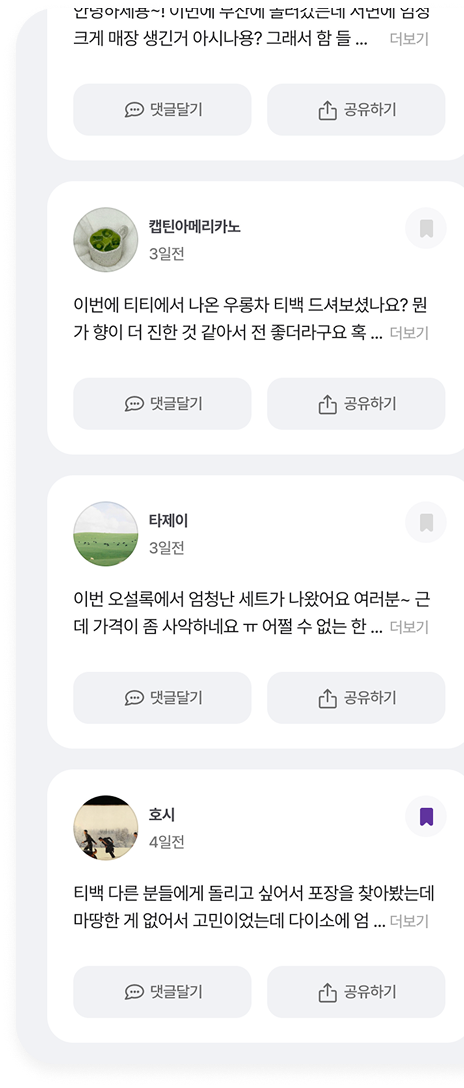 안녕하세용~! 이번에 부산에 놀러갔는데 서면에 엄청
크게 매장 생긴거 아시나용? 그래서 함 들 ... 더보기
댓글달기 공유하기
캡틴아메리카노
3일전
이번에 티티에서 나온 우롱차 티백 드셔보셨나요? 뭔
가 향이 더 진한 것 같아서 전 좋더라구요 혹 ... 더보기
댓글달기 공유하기
타제이
3일전
이번 오설록에서 엄청난 세트가 나왔어요 여러분~ 근
데 가격이 좀 사악하네요 ㅠ 어쩔 수 없는 한 ... 더보기
댓글달기 공유하기
호시
4일전
티백 다른 분들에게 돌리고 싶어서 포장을 찾아봤는데
마땅한 게 없어서 고민이었는데 다이소에 엄 ... 더보기
댓글달기 공유하기